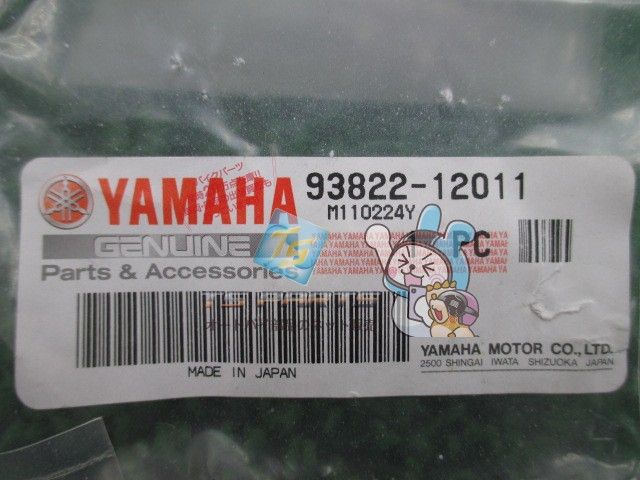 YAMAHA
93822-12011
M110224Y
GENUINE
PC
Parts & Accessories
MADE IN JAPAN
YAMAHA MOTOR CO., LTD.
2500 SHINGAI IWATA SHIZUOKA JAPAN